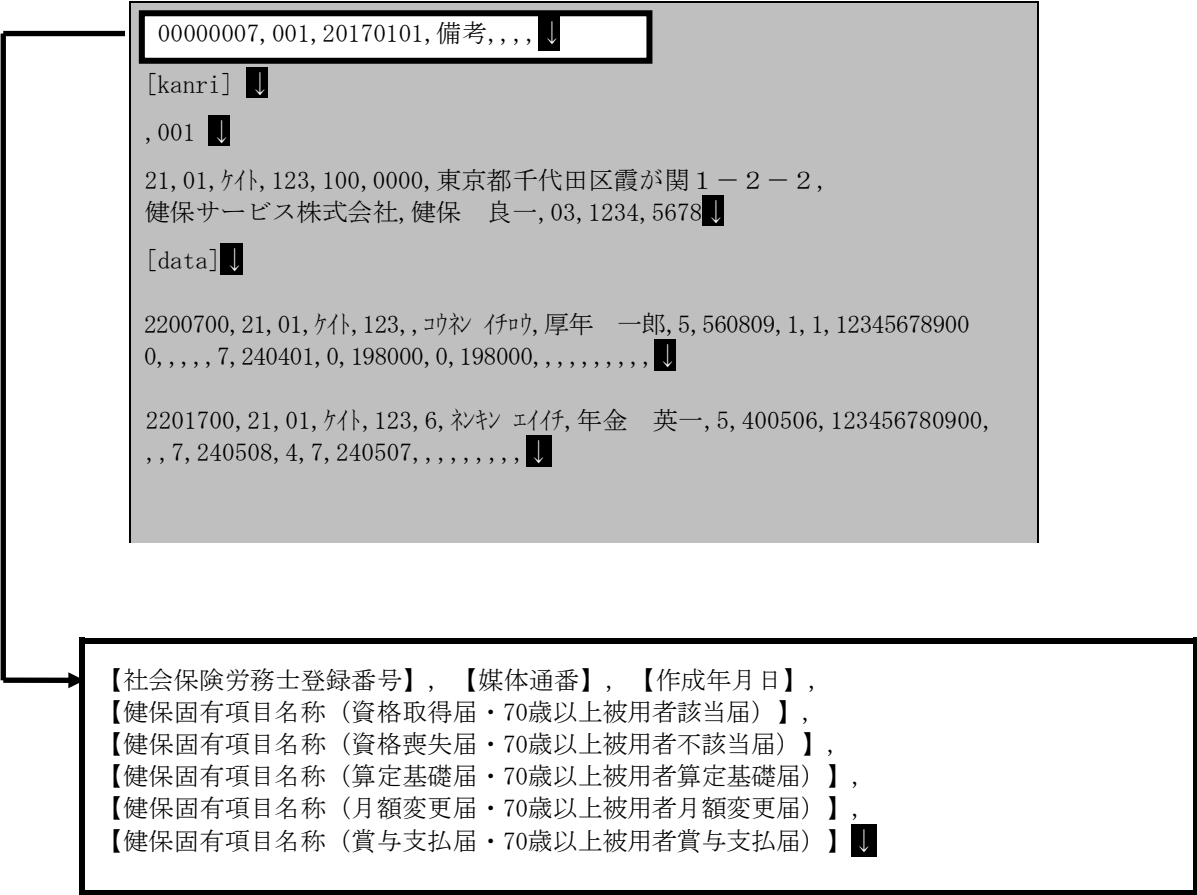 00000007,001,20170101,備考,,,,↓
[kanri] ↓
,001 ↓
21,01,ｹｲﾄ,123,100,0000,東京都千代田区霞が関１－２－２,
健保サービス株式会社,健保　良一,03,1234,5678↓
[data]↓
2200700,21,01,ｹｲﾄ,123,,ｺｳﾈﾝ ｲﾁﾛｳ,厚年　一郎,5,560809,1,1,12345678900
0,,,,,7,240401,0,198000,0,198000,,,,,,,,,,↓
2201700,21,01,ｹｲﾄ,123,6,ﾈﾝｷﾝ ｴｲｲﾁ,年金　英一,5,400506,123456780900,
,,7,240508,4,7,240507,,,,,,,,,↓
【社会保険労務士登録番号】, 【媒体通番】, 【作成年月日】,
【健保固有項目名称（資格取得届・70歳以上被用者該当届）】,
【健保固有項目名称（資格喪失届・70歳以上被用者不該当届）】,
【健保固有項目名称（算定基礎届・70歳以上被用者算定基礎届）】,
【健保固有項目名称（月額変更届・70歳以上被用者月額変更届）】,
【健保固有項目名称（賞与支払届・70歳以上被用者賞与支払届）】↓